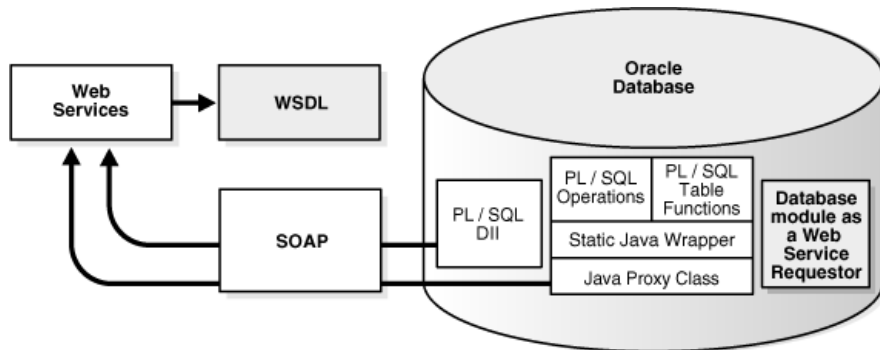 Web
Services
WSDL
Oracle
Database
SOAP
PL / SQL
DII
PL / SQL
Operations
PL / SQL
Table
Functions
Static Java Wrapper
Java Proxy Class
Database
module as
a Web
Service
Requestor